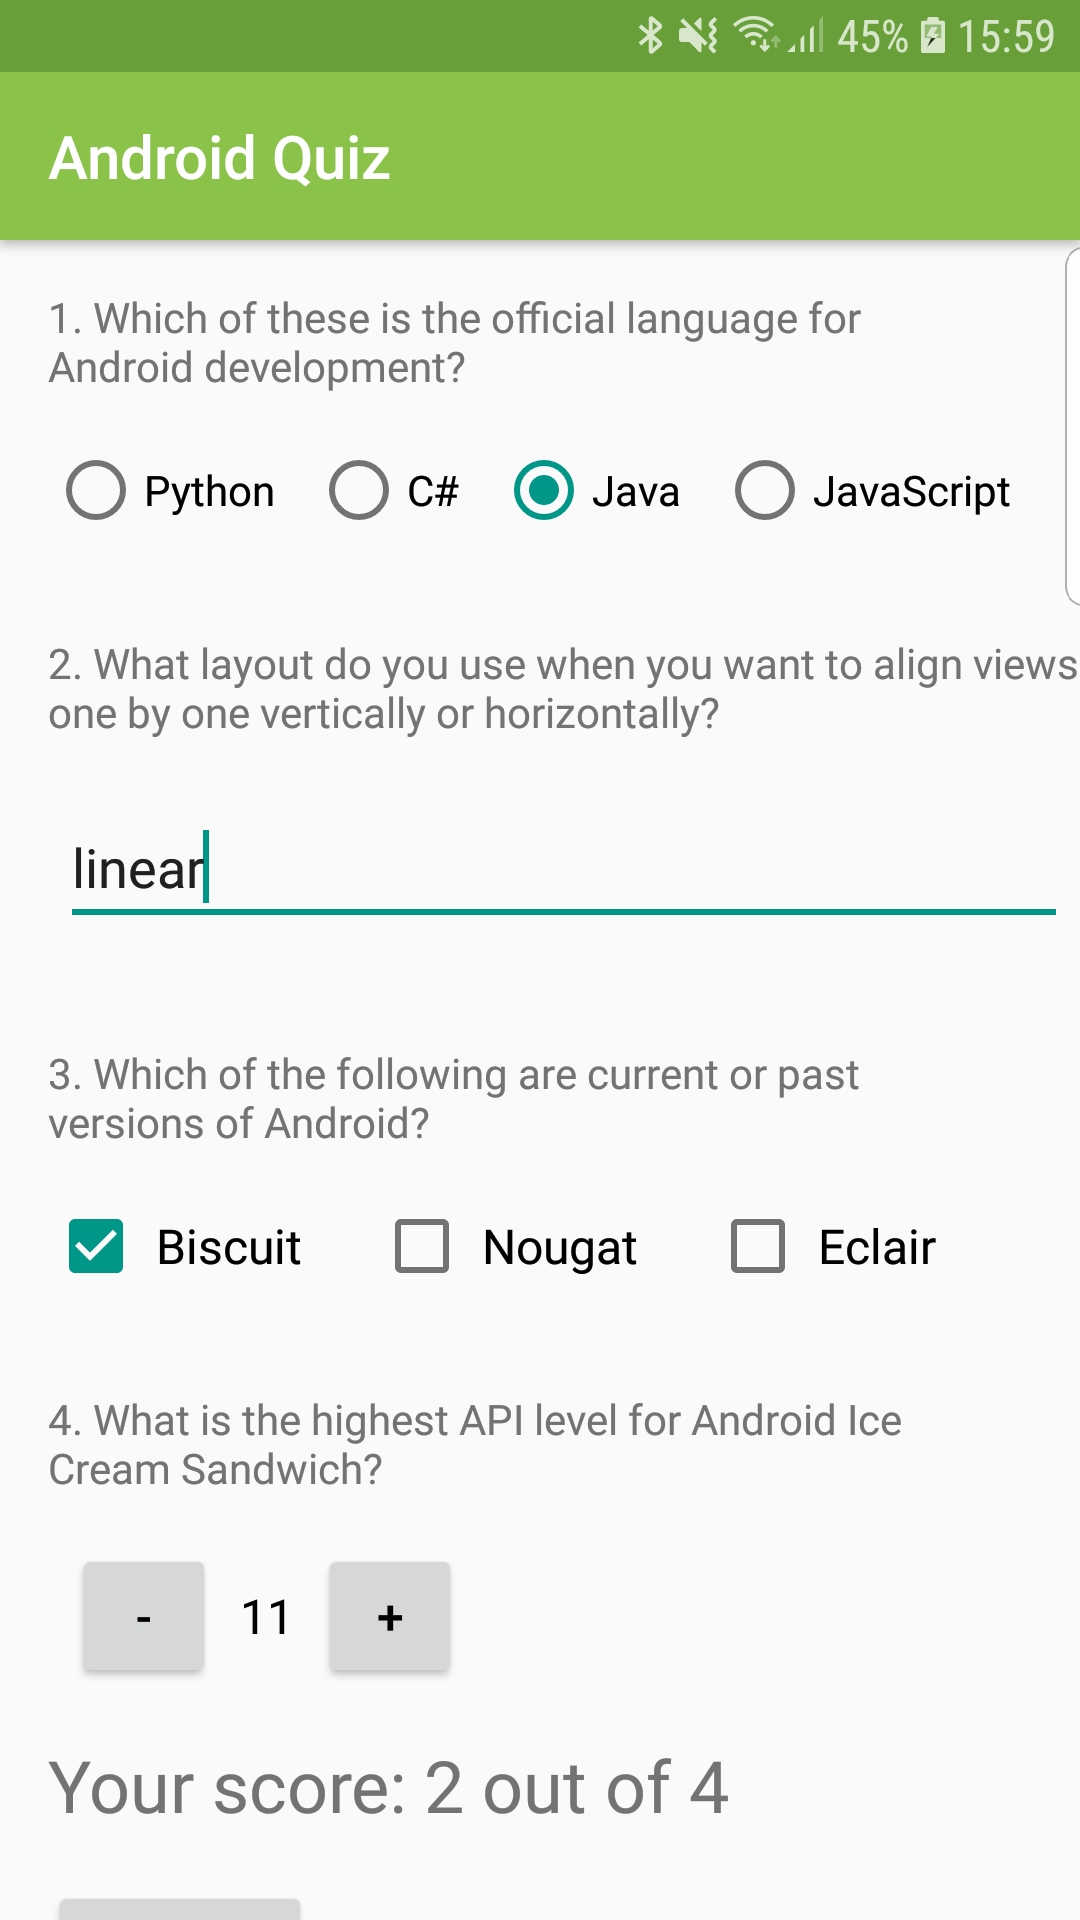 45% 15:59
Android Quiz
1. Which of these is the official language for
Android development?
Python C# Java JavaScript
2. What layout do you use when you want to align views
one by one vertically or horizontally?
linear
3. Which of the following are current or past
versions of Android?
Biscuit Nougat Eclair
4. What is the highest API level for Android Ice
Cream Sandwich?
- 11 +
Your score: 2 out of 4